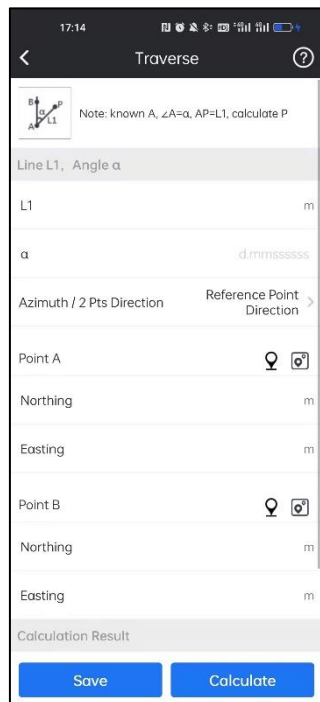 17:14
Traverse
B
P
α
A
L1
Note: known A, ∠A=α, AP=L1, calculate P
Line L1, Angle α
L1 m
α d.mmssssss
Azimuth / 2 Pts Direction Reference Point
Direction
Point A
Northing m
Easting m
Point B
Northing m
Easting m
Calculation Result
Save Calculate